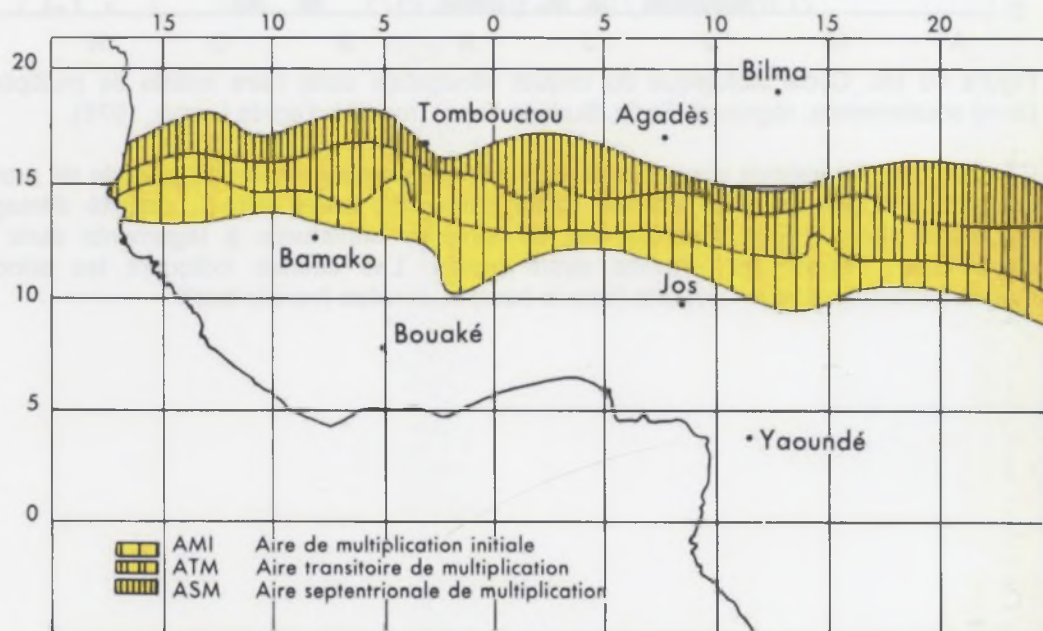 15 10 5 0 5 10 15 20
20
Bilma
Tombouctou Agadès
15
Bamako
10
Jos
Bouaké
5
Yaoundé
0
AMI Aire de multiplication initiale
ATM Aire transitoire de multiplication
ASM Aire septentrionale de multiplication